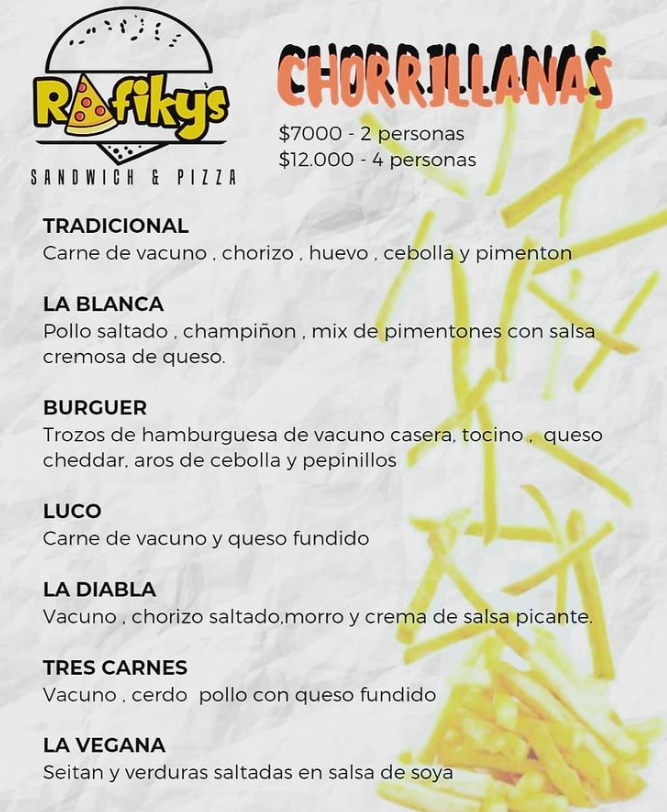 Rafiky's
SANDWICH & PIZZA
CHORRILLANAS
$7000 - 2 personas
$12.000 - 4 personas
TRADICIONAL
Carne de vacuno , chorizo , huevo , cebolla y pimenton
LA BLANCA
Pollo saltado , champiñon , mix de pimentones con salsa
cremosa de queso.
BURGUER
Trozos de hamburguesa de vacuno casera, tocino , queso
cheddar, aros de cebolla y pepinillos
LUCO
Carne de vacuno y queso fundido
LA DIABLA
Vacuno , chorizo saltado,morro y crema de salsa picante.
TRES CARNES
Vacuno , cerdo pollo con queso fundido
LA VEGANA
Seitan y verduras saltadas en salsa de soya